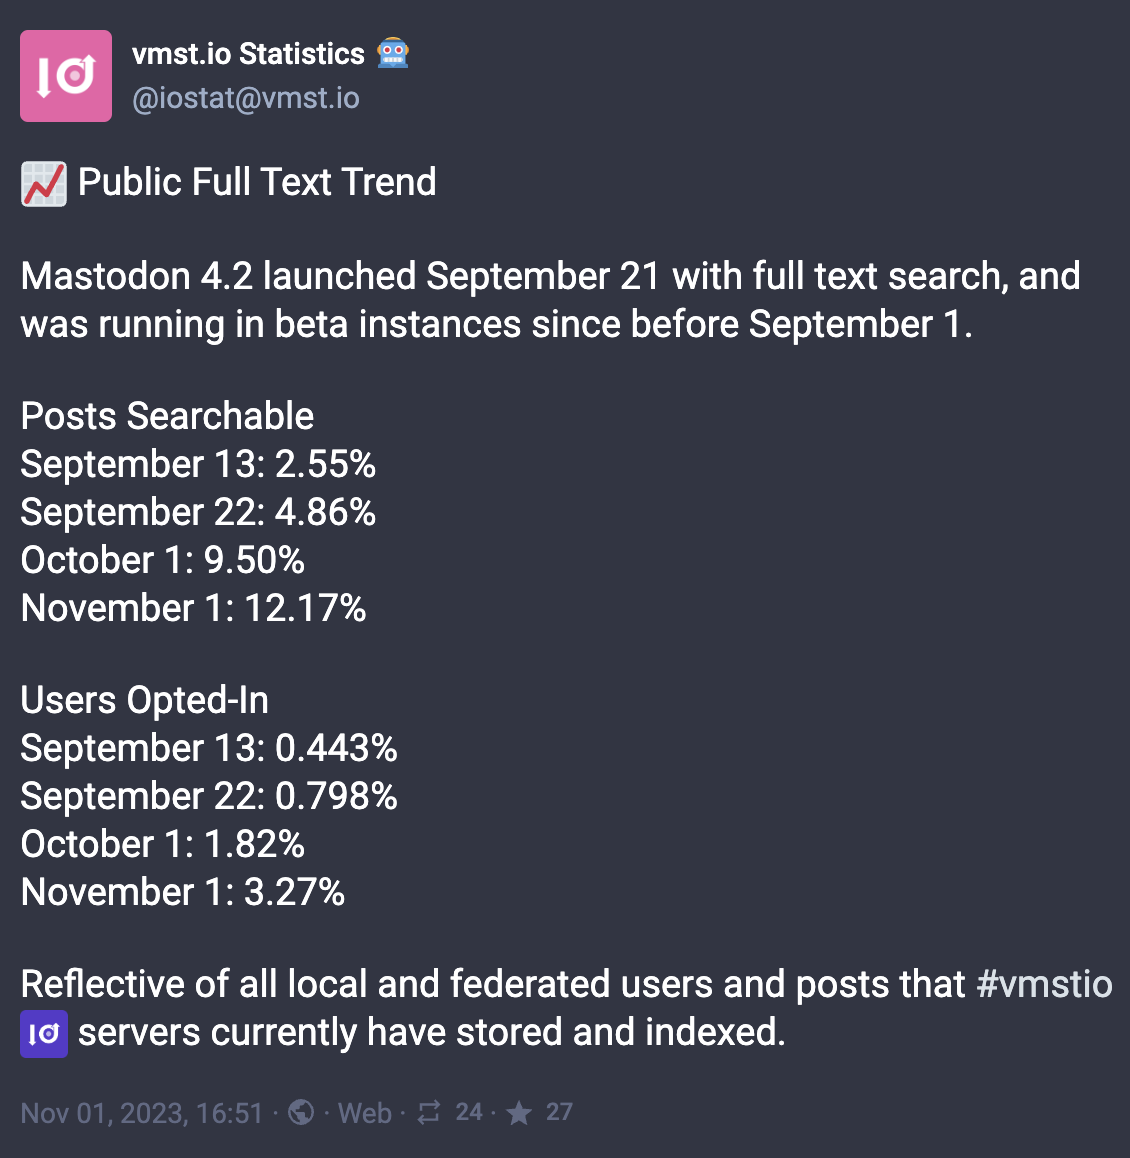 vmst.io Statistics
@iostat@vmst.io
Public Full Text Trend
Mastodon 4.2 launched September 21 with full text search, and
was running in beta instances since before September 1.
Posts Searchable
September 13: 2.55%
September 22: 4.86%
October 1: 9.50%
November 1: 12.17%
Users Opted-In
September 13: 0.443%
September 22: 0.798%
October 1: 1.82%
November 1: 3.27%
Reflective of all local and federated users and posts that #vmstio
servers currently have stored and indexed.
Nov 01, 2023, 16:51 · · Web · 24 · 27